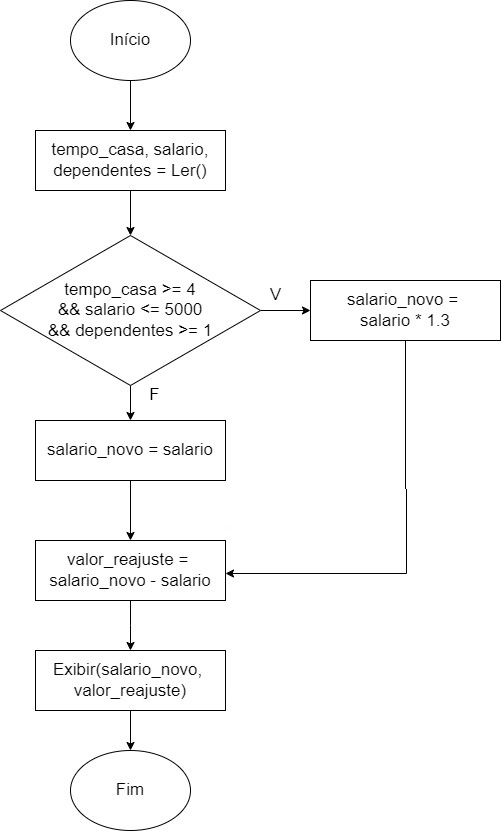 Início
tempo_casa, salario,
dependentes = Ler()
tempo_casa >= 4
&& salario <= 5000
&& dependentes >= 1
V
salario_novo =
salario * 1.3
F
salario_novo = salario
valor_reajuste =
salario_novo - salario
Exibir(salario_novo,
valor_reajuste)
Fim